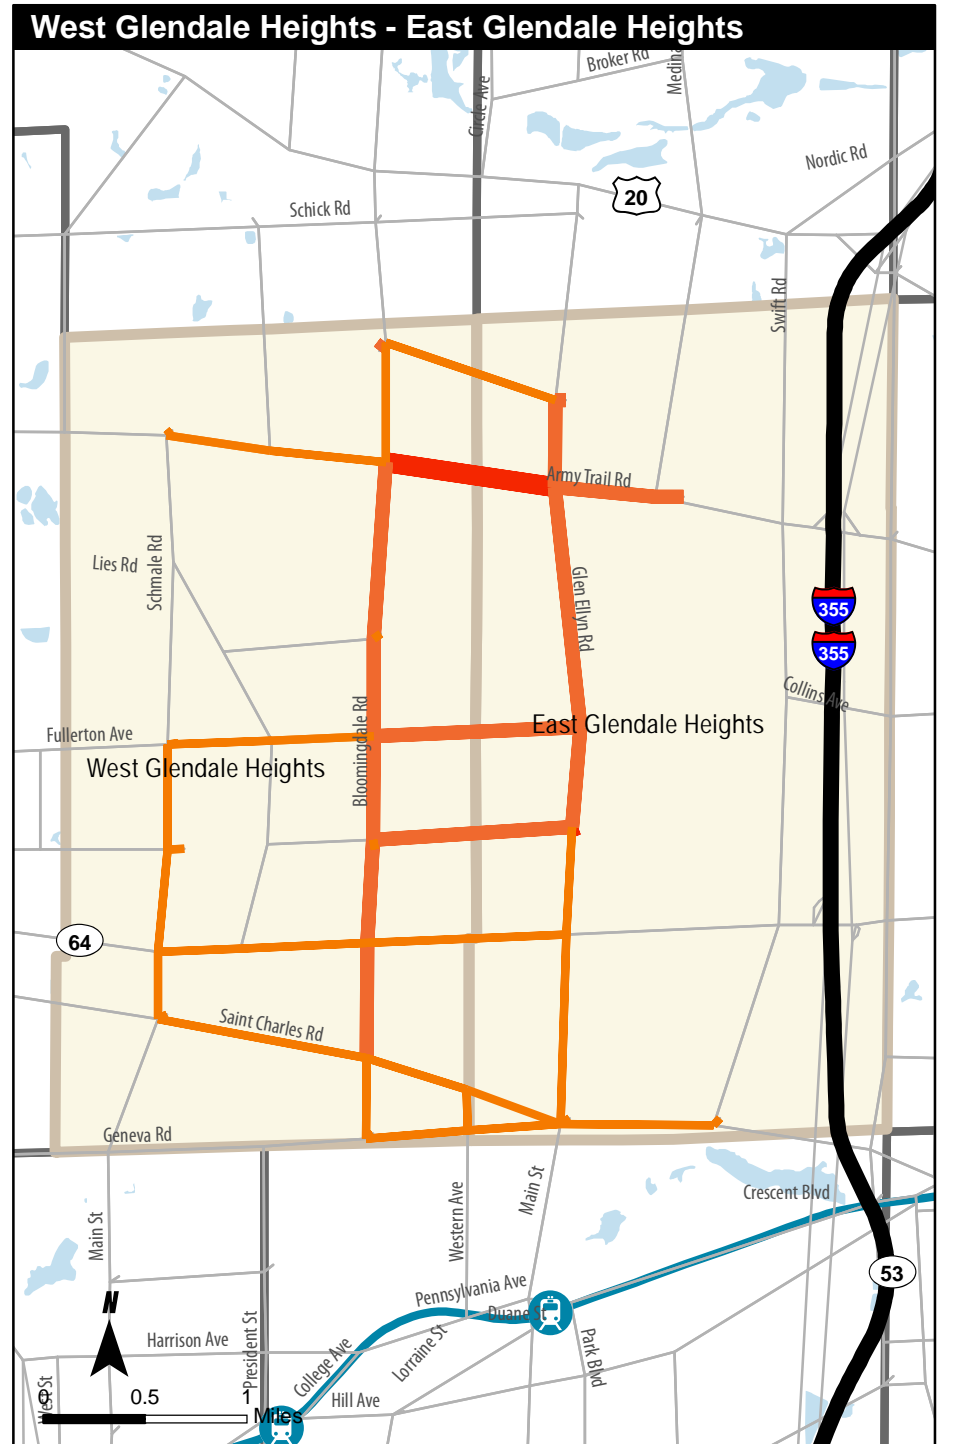 West Glendale Heights - East Glendale Heights
Broker Rd
Medina
Circle Ave
Nordic Rd
20
Schick Rd
Swift Rd
Army Trail Rd
Lies Rd
Schmale Rd
Glen Ellyn Rd
355
355
Collins Ave
Bloomingdale Rd
Fullerton Ave
East Glendale Heights
West Glendale Heights
64
Saint Charles Rd
Geneva Rd
Crescent Blvd
Main St
Western Ave
Main St
53
Pennsylvania Ave
Duane St
N
Harrison Ave
President St
College Ave
Lorraine St
Park Blvd
West St
Hill Ave
0 0.5 1
Miles